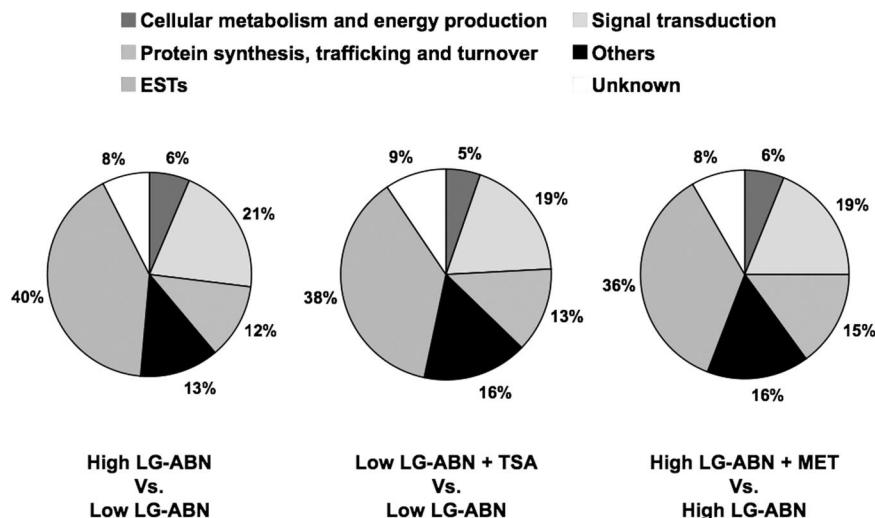 Cellular metabolism and energy production
Signal transduction
Protein synthesis, trafficking and turnover
Others
ESTs
Unknown
8%
6%
21%
40%
12%
13%
9%
5%
19%
38%
13%
16%
8%
6%
19%
36%
15%
16%
High LG-ABN
Vs.
Low LG-ABN
Low LG-ABN + TSA
Vs.
Low LG-ABN
High LG-ABN + MET
Vs.
High LG-ABN